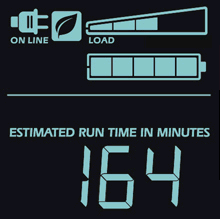 ON LINE LOAD
ESTIMATED RUN TIME IN MINUTES
164